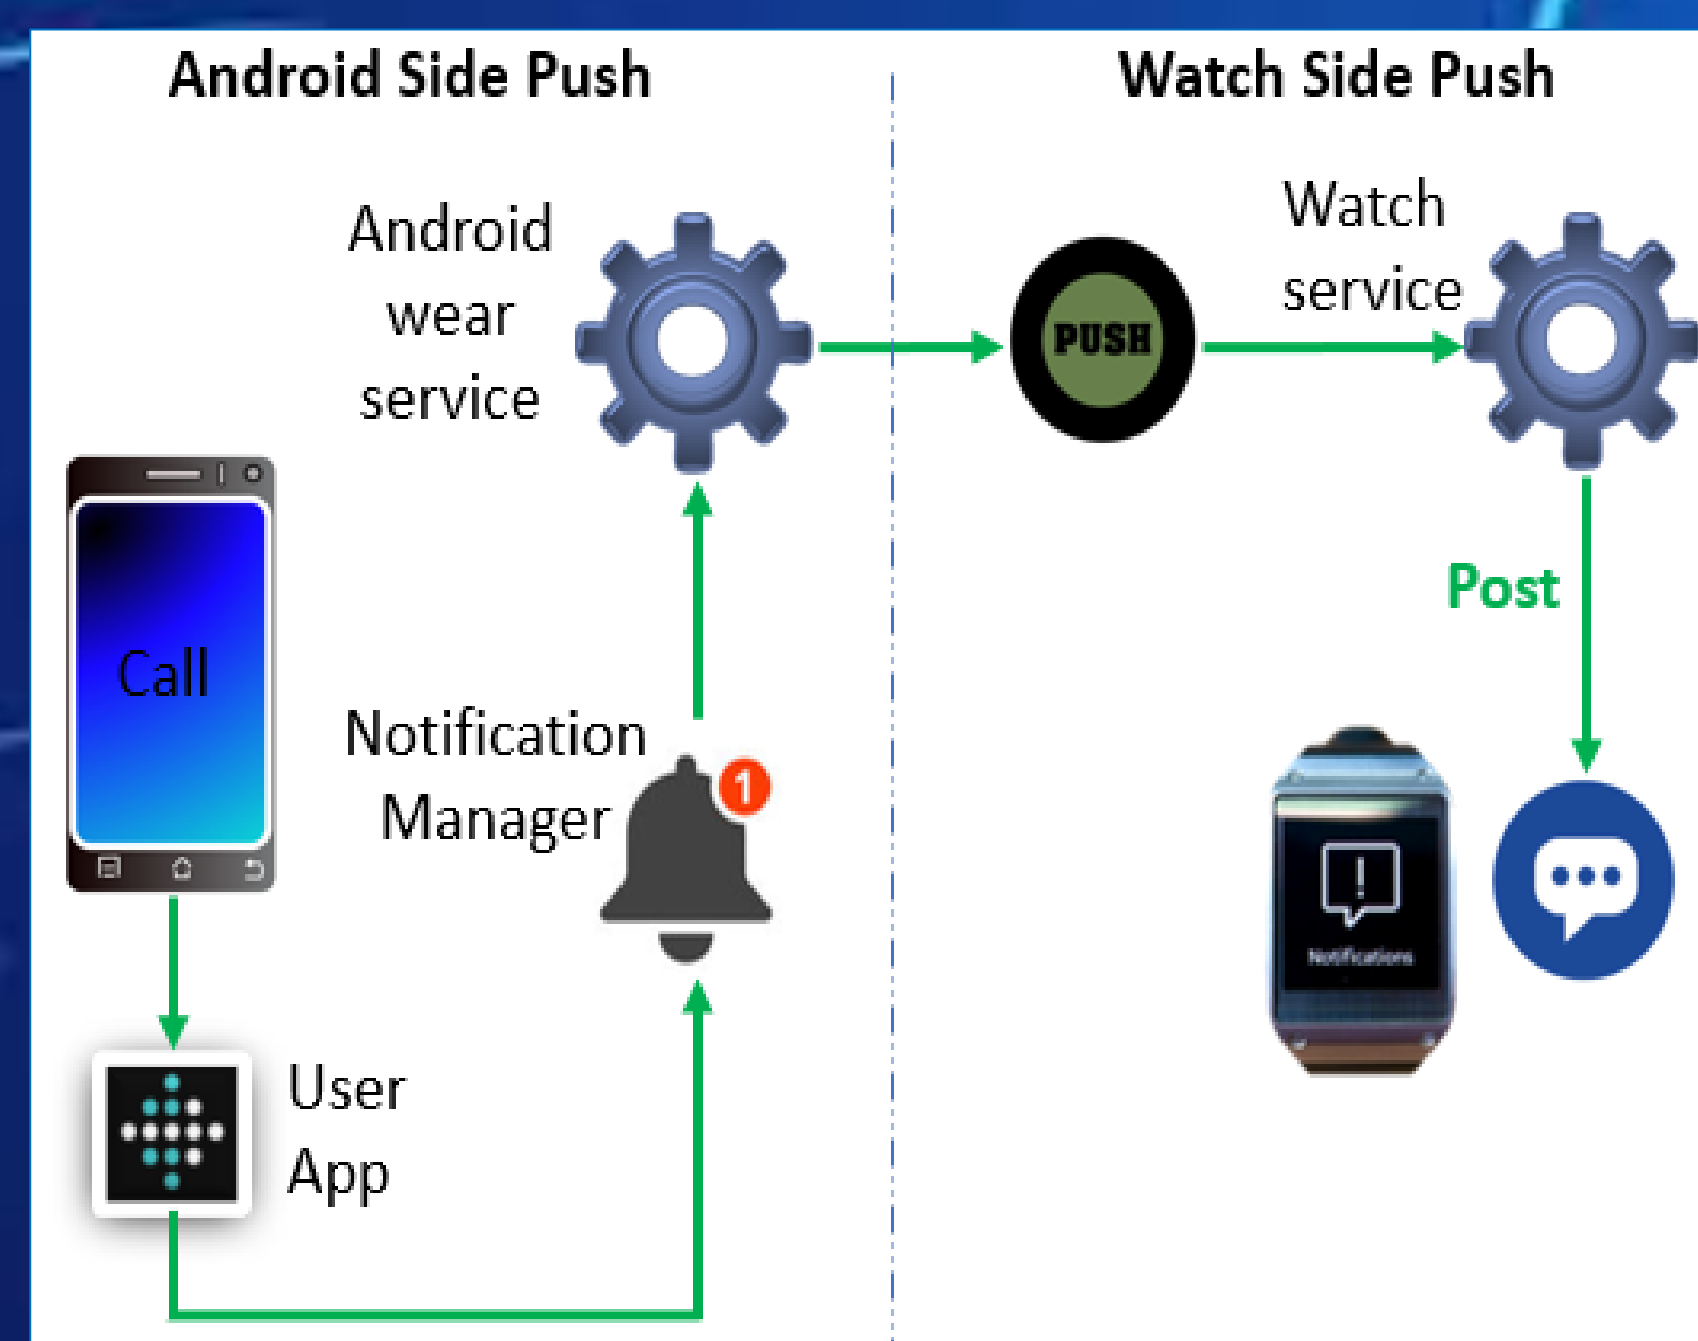 Android Side Push
Watch Side Push
Android
wear
service
PUSH
Watch
service
Call
Post
Notification
Manager
1
Notifications
User
App